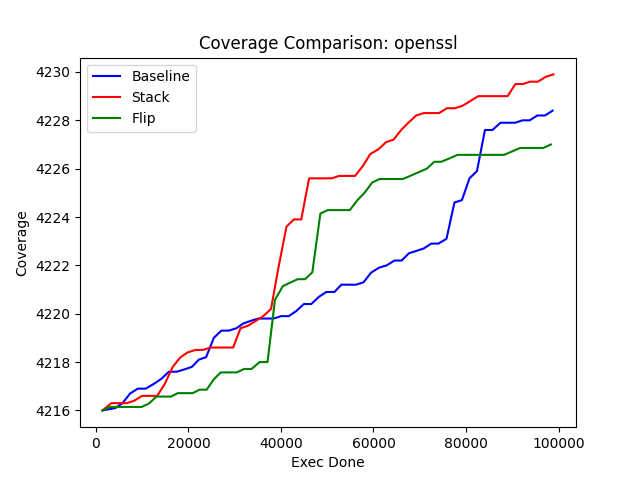 Coverage Comparison: openssl
Baseline
Stack
Flip
4230
4228
4226
4224
4222
4220
4218
4216
Coverage
0 20000 40000 60000 80000 100000
Exec Done